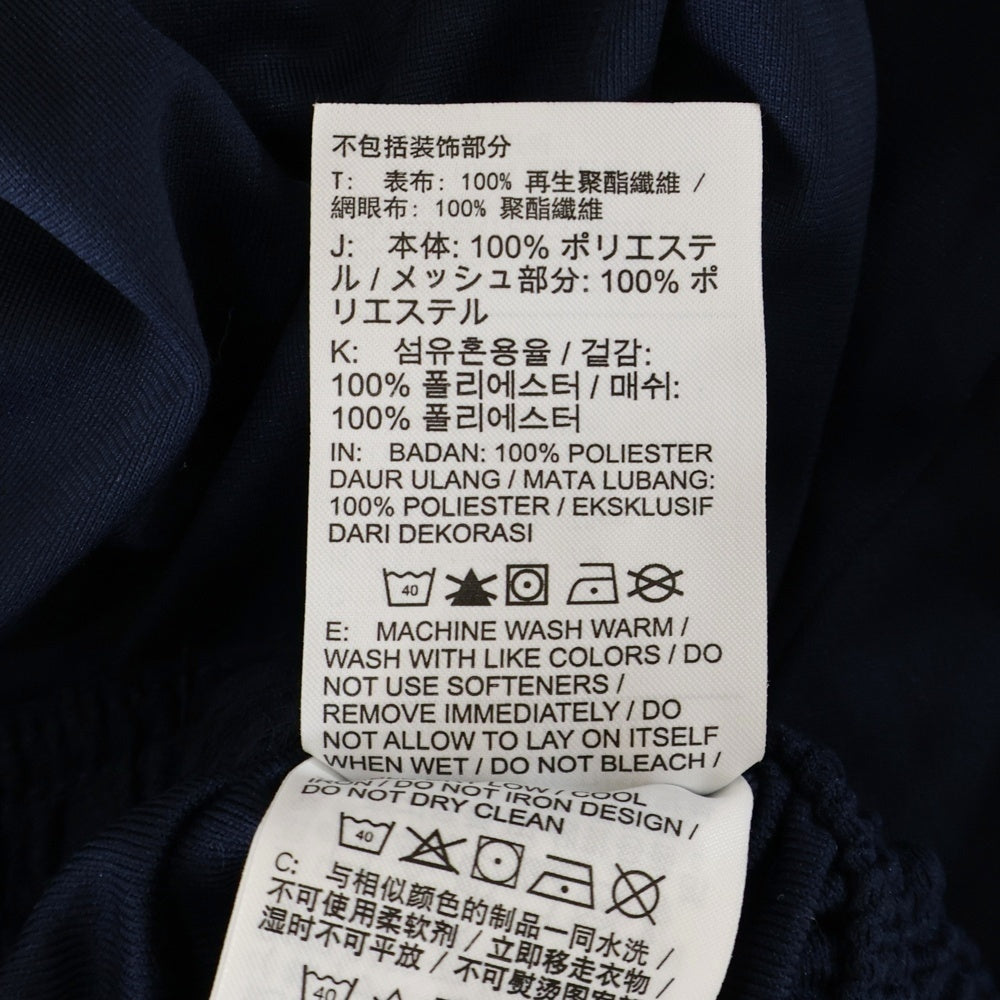 不包括装饰部分
T: 表布: 100% 再生聚酯纖維 /
網眼布: 100% 聚酯纖維
J: 本体: 100% ポリエステ
ル / メッシュ部分: 100% ポ
リエステル
K: 섬유혼용율 / 겉감:
100% 폴리에스터 / 매쉬:
100% 폴리에스터
IN: BADAN: 100% POLIESTER
DAUR ULANG / MATA LUBANG:
100% POLIESTER / EKSKLUSIF
DARI DEKORASI
40
E: MACHINE WASH WARM /
WASH WITH LIKE COLORS / DO
NOT USE SOFTENERS /
REMOVE IMMEDIATELY / DO
NOT ALLOW TO LAY ON ITSELF
WHEN WET / DO NOT BLEACH /
LOW / COOL
IRON / DO NOT IRON DESIGN /
DO NOT DRY CLEAN
40
C: 与相似颜色的制品一同水洗 /
不可使用柔软剂 / 立即移走衣物 /
湿时不可平放 / 不可熨烫图案
40